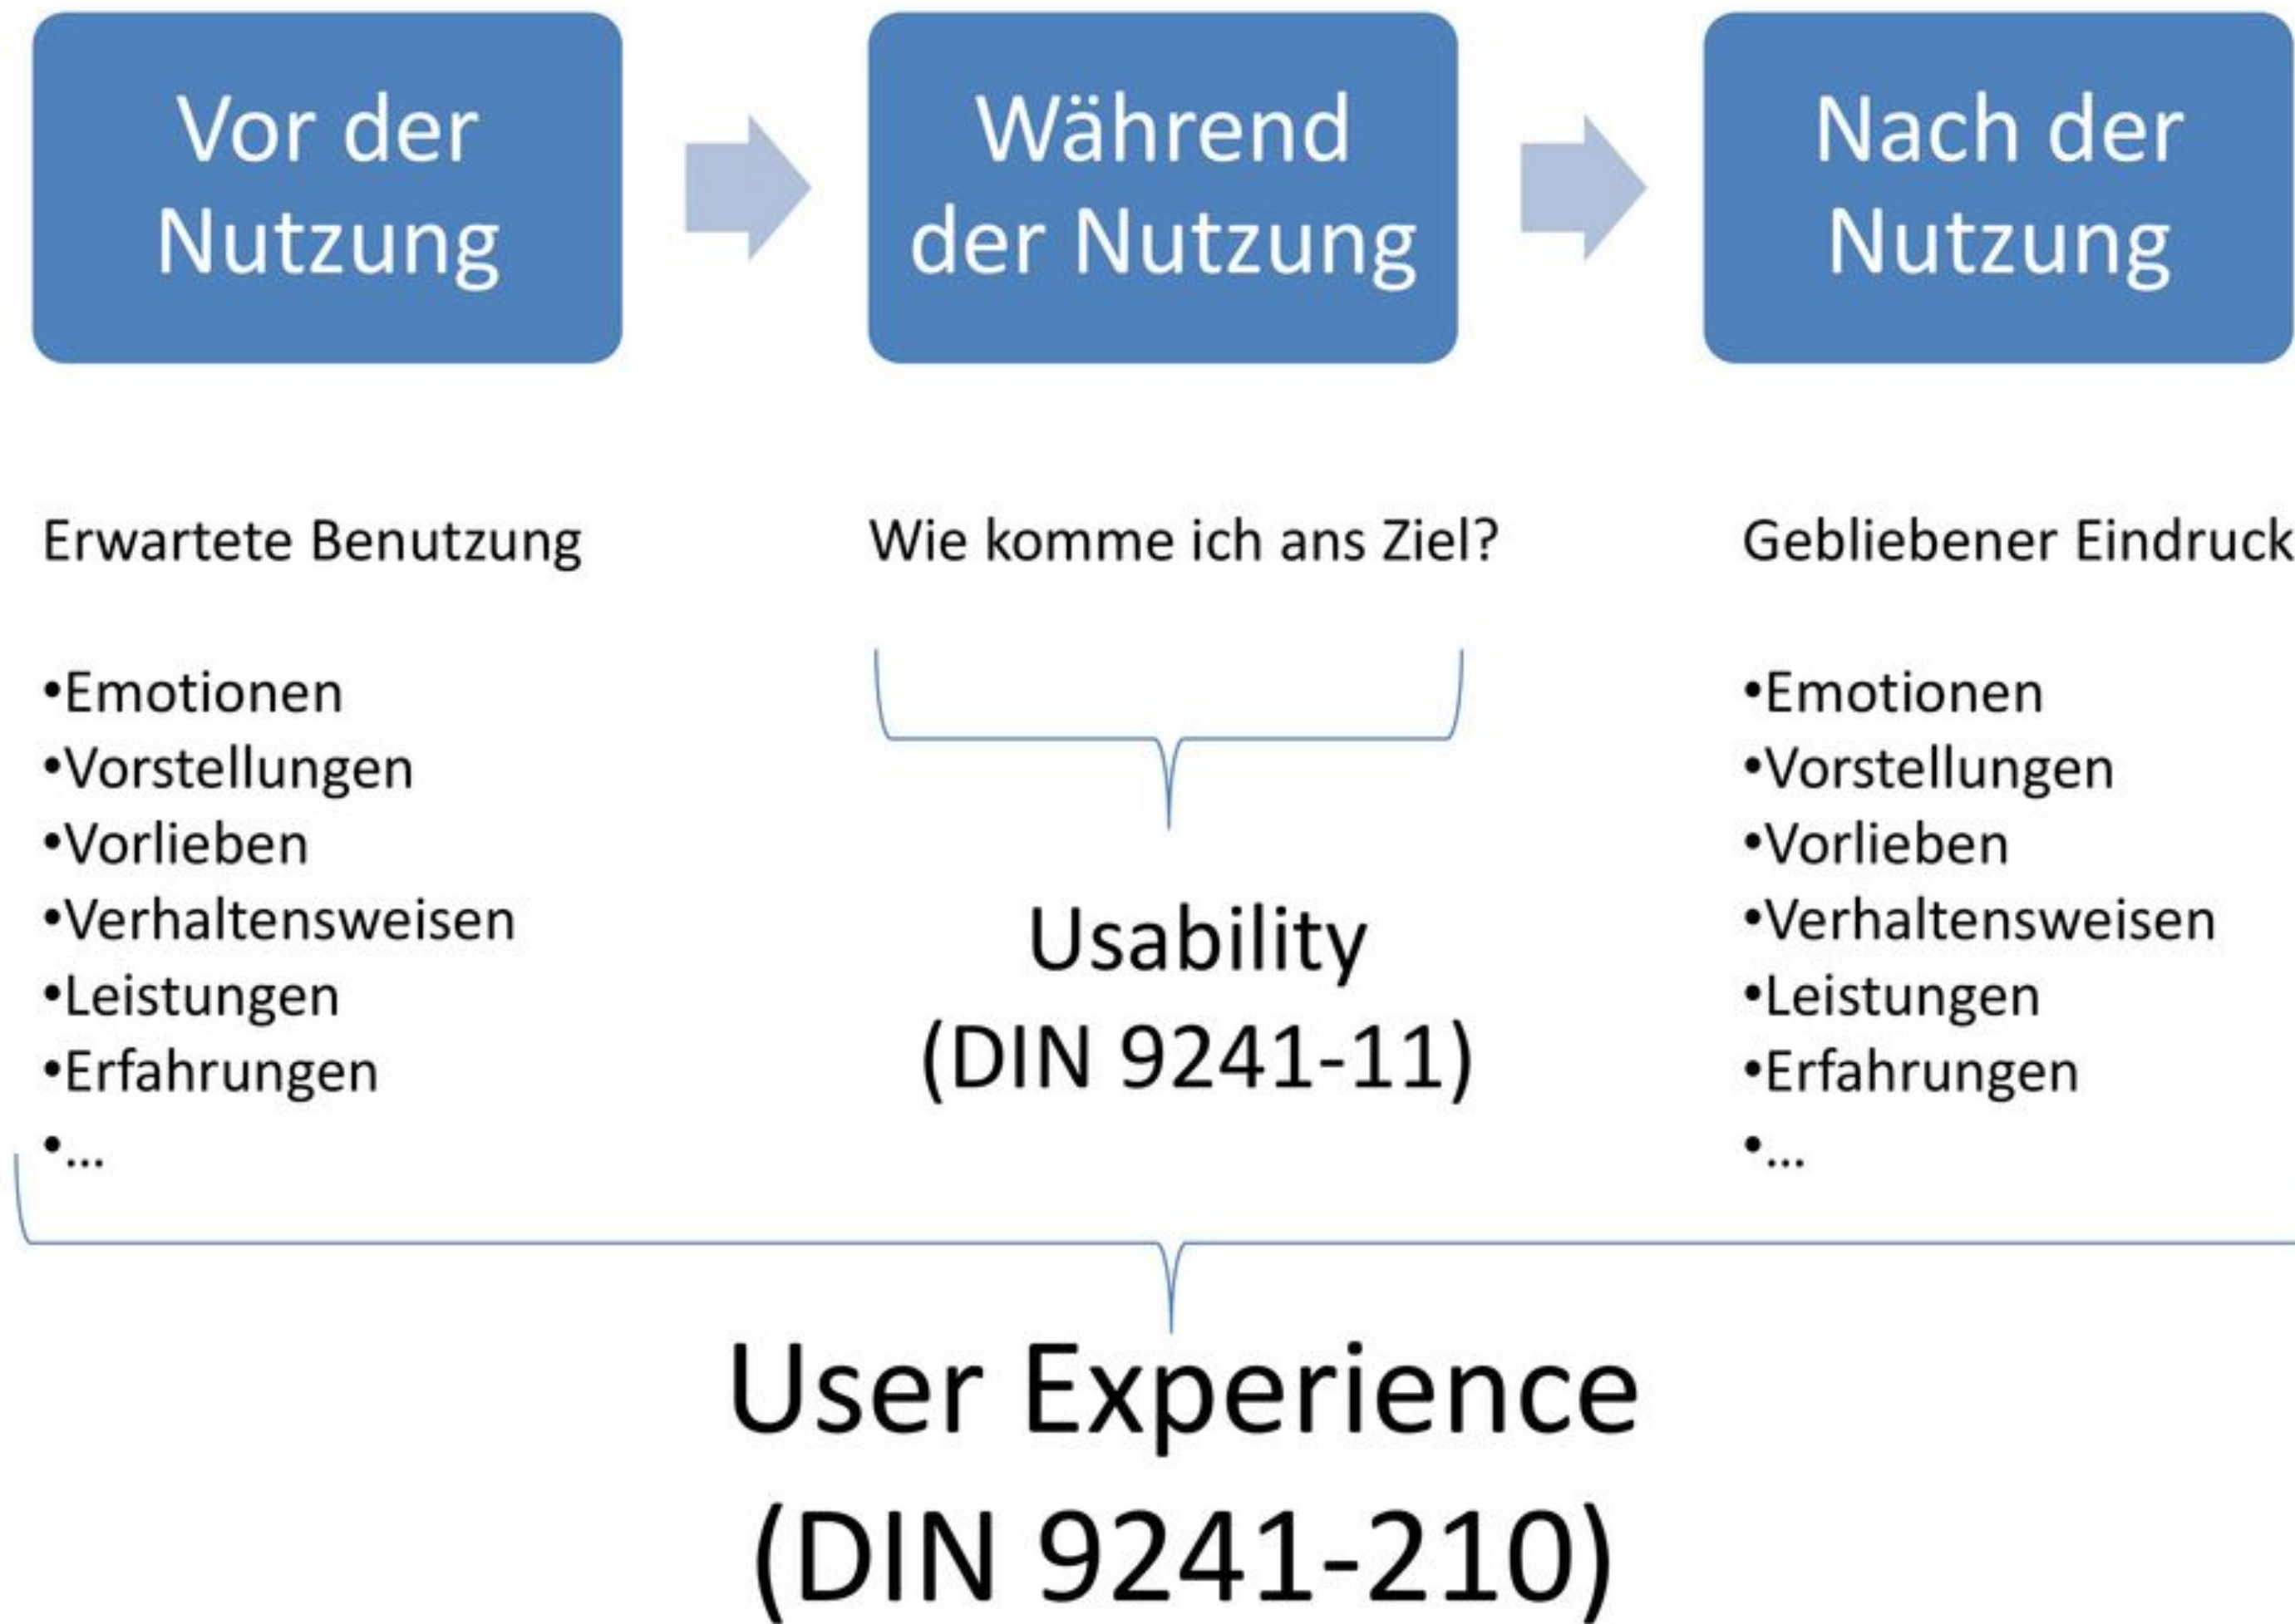 Vor der
Nutzung
Während
der Nutzung
Nach der
Nutzung
Erwartete Benutzung
•Emotionen
•Vorstellungen
•Vorlieben
•Verhaltensweisen
•Leistungen
•Erfahrungen
•...
Wie komme ich ans Ziel?
Usability
(DIN 9241-11)
Gebliebener Eindruck
•Emotionen
•Vorstellungen
•Vorlieben
•Verhaltensweisen
•Leistungen
•Erfahrungen
•...
User Experience
(DIN 9241-210)